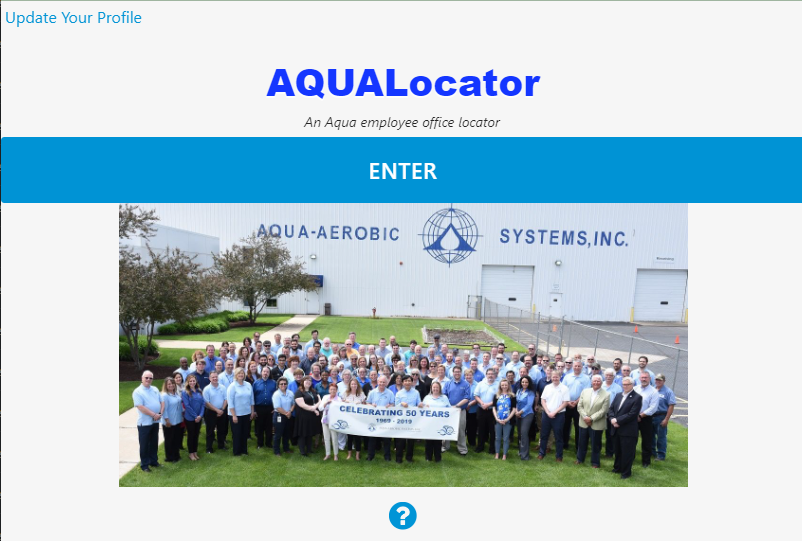 Update Your Profile
AQUALocator
An Aqua employee office locator
ENTER
AQUA-AEROBIC SYSTEMS, INC.
CELEBRATING 50 YEARS
1969 - 2019
?